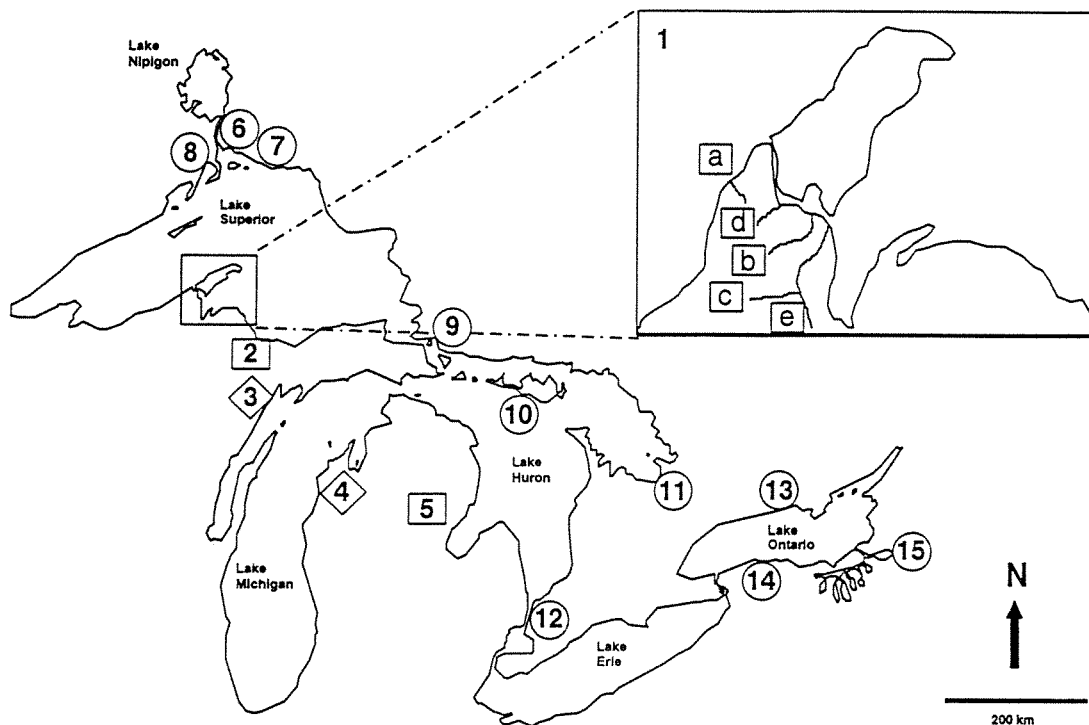 Lake
Nipigon
1
6
7
8
a
Lake
Superior
d
b
c
e
9
2
3
10
Lake
Huron
4
5
11
13
Lake
Ontario
15
Lake
Michigan
14
N
12
Lake
Erie
200 km